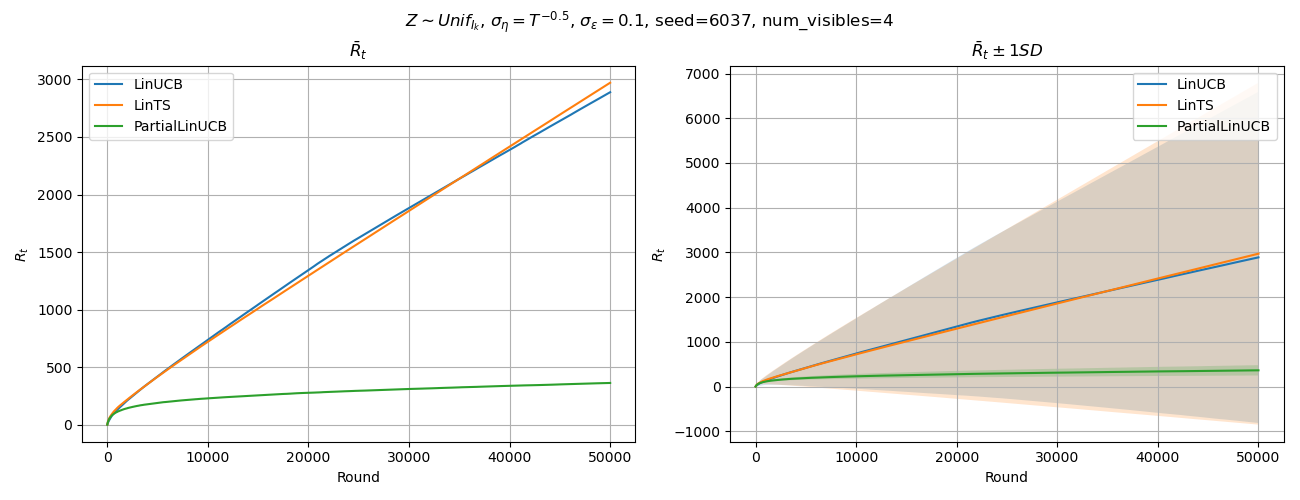 Z ∼ Unif_{I_k}, σ_η = T^{−0.5}, σ_ε = 0.1, seed=6037, num_visibles=4
R̄_t
R_t
3000
2500
2000
1500
1000
500
0
LinUCB
LinTS
PartialLinUCB
0
10000
20000
30000
40000
50000
Round
R̄_t ± 1SD
R_t
7000
6000
5000
4000
3000
2000
1000
0
−1000
LinUCB
LinTS
PartialLinUCB
0
10000
20000
30000
40000
50000
Round